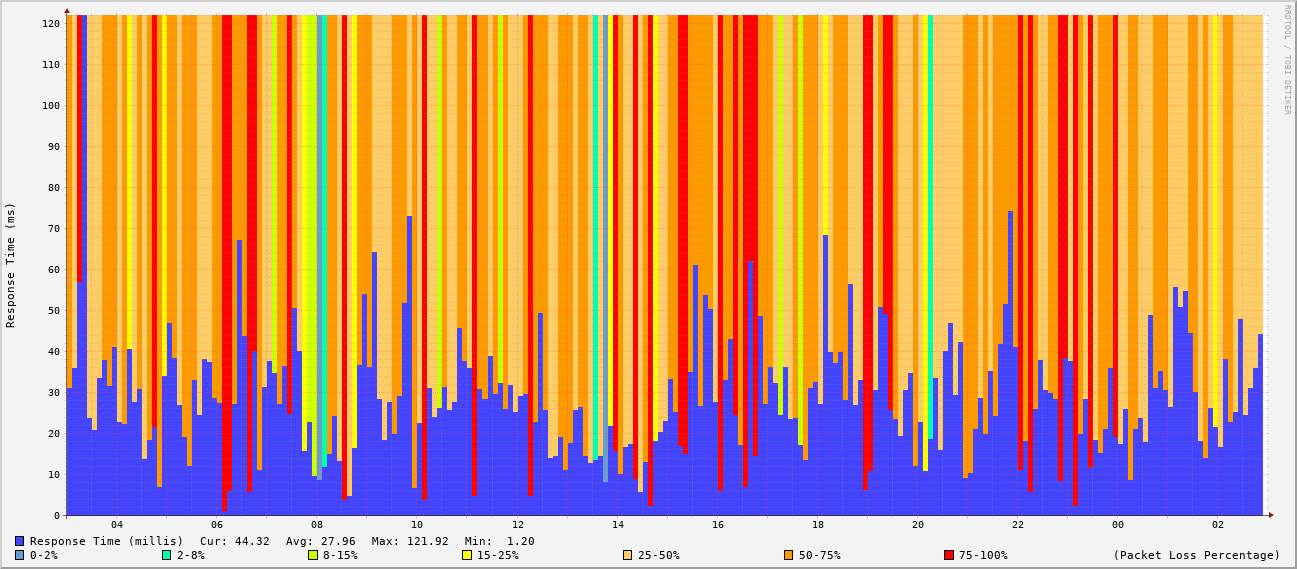 RRDTOOL / TOBI OETIKER
Response Time (ms)
120
110
100
90
80
70
60
50
40
30
20
10
0
04 06 08 10 12 14 16 18 20 22 00 02
Response Time (millis) Cur: 44.32 Avg: 27.96 Max: 121.92 Min: 1.20
0-2% 2-8% 8-15% 15-25% 25-50% 50-75% 75-100% (Packet Loss Percentage)